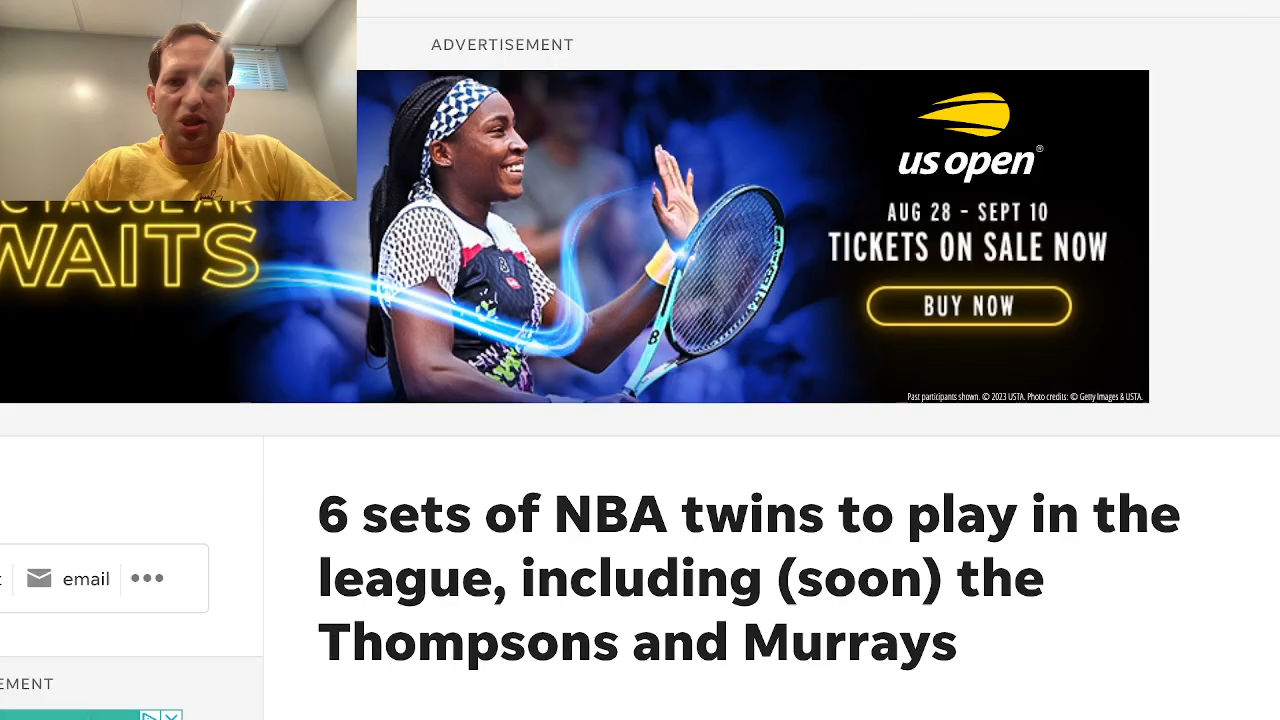 ADVERTISEMENT
CTACULAR
WAITS
us open®
AUG 28 - SEPT 10
TICKETS ON SALE NOW
BUY NOW
Past participants shown. © 2023 USTA. Photo credits: © Getty Images & USTA.
6 sets of NBA twins to play in the
league, including (soon) the
Thompsons and Murrays
email •••
EMENT